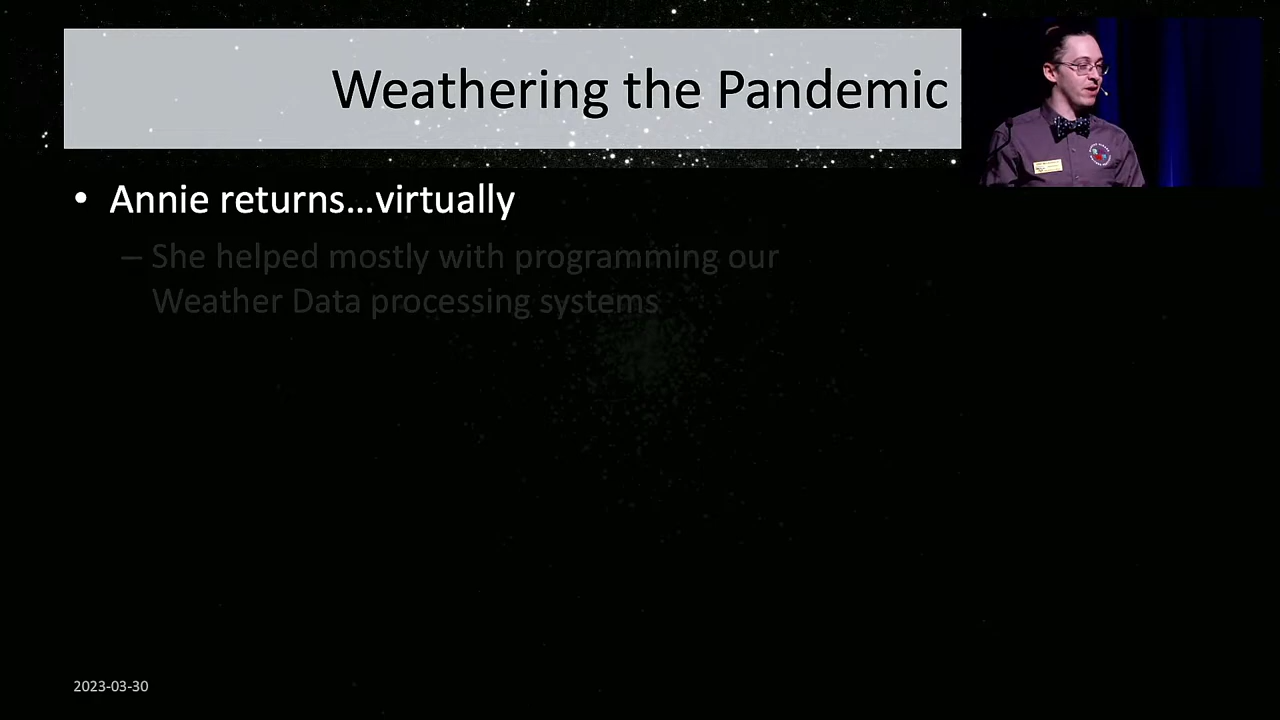 Weathering the Pandemic
• Annie returns...virtually
– She helped mostly with programming our
Weather Data processing systems
2023-03-30